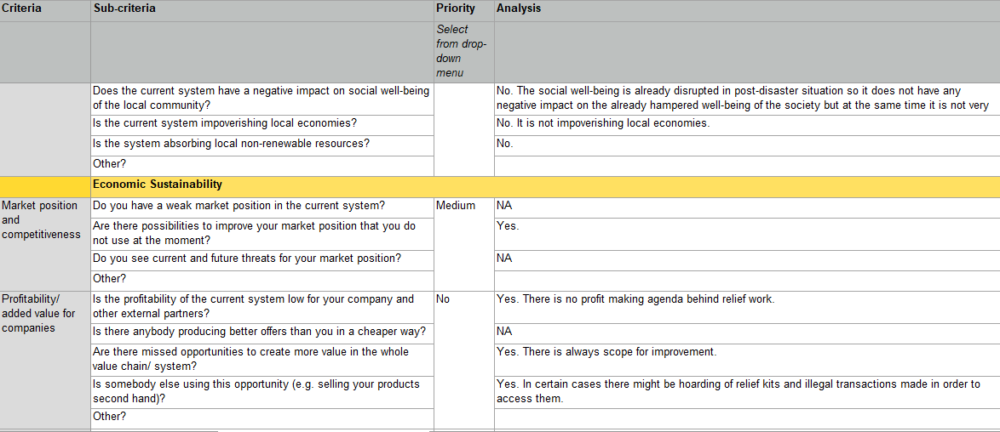 Criteria Sub-criteria Priority Analysis
Select
from drop-
down
menu
Does the current system have a negative impact on social well-being
of the local community?
No. The social well-being is already disrupted in post-disaster situation so it does not have any
negative impact on the already hampered well-being of the society but at the same time it is not very
Is the current system impoverishing local economies?
No. It is not impoverishing local economies.
Is the system absorbing local non-renewable resources?
No.
Other?
Economic Sustainability
Market position
and
competitiveness
Do you have a weak market position in the current system?
Medium
NA
Are there possibilities to improve your market position that you do
not use at the moment?
Yes.
Do you see current and future threats for your market position?
NA
Other?
Profitability/
added value for
companies
Is the profitability of the current system low for your company and
other external partners?
No
Yes. There is no profit making agenda behind relief work.
Is there anybody producing better offers than you in a cheaper way?
NA
Are there missed opportunities to create more value in the whole
value chain/ system?
Yes. There is always scope for improvement.
Is somebody else using this opportunity (e.g. selling your products
second hand)?
Yes. In certain cases there might be hoarding of relief kits and illegal transactions made in order to
access them.
Other?